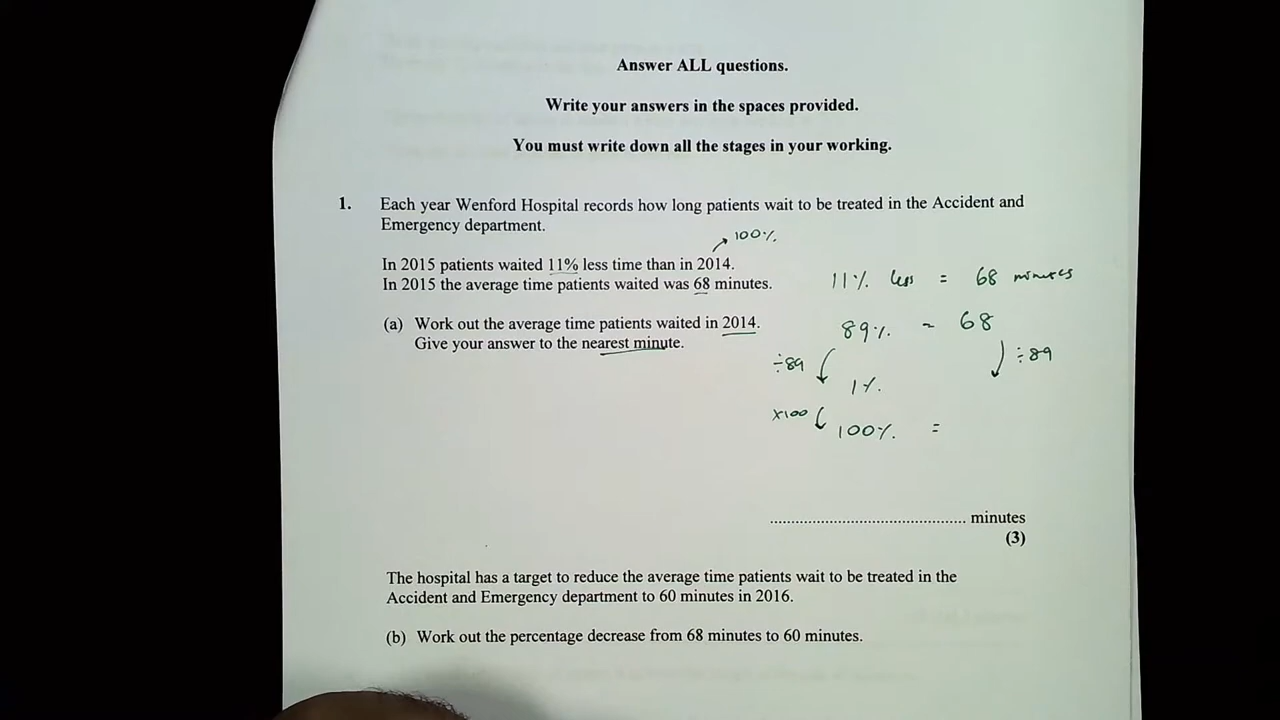 Answer ALL questions.
Write your answers in the spaces provided.
You must write down all the stages in your working.
1. Each year Wenford Hospital records how long patients wait to be treated in the Accident and
Emergency department.
100%
In 2015 patients waited 11% less time than in 2014.
In 2015 the average time patients waited was 68 minutes.
11% less = 68 minutes
(a) Work out the average time patients waited in 2014.
Give your answer to the nearest minute.
89% = 68
÷89 ÷89
1%
×100
100% =
.............................................. minutes
(3)
The hospital has a target to reduce the average time patients wait to be treated in the
Accident and Emergency department to 60 minutes in 2016.
(b) Work out the percentage decrease from 68 minutes to 60 minutes.